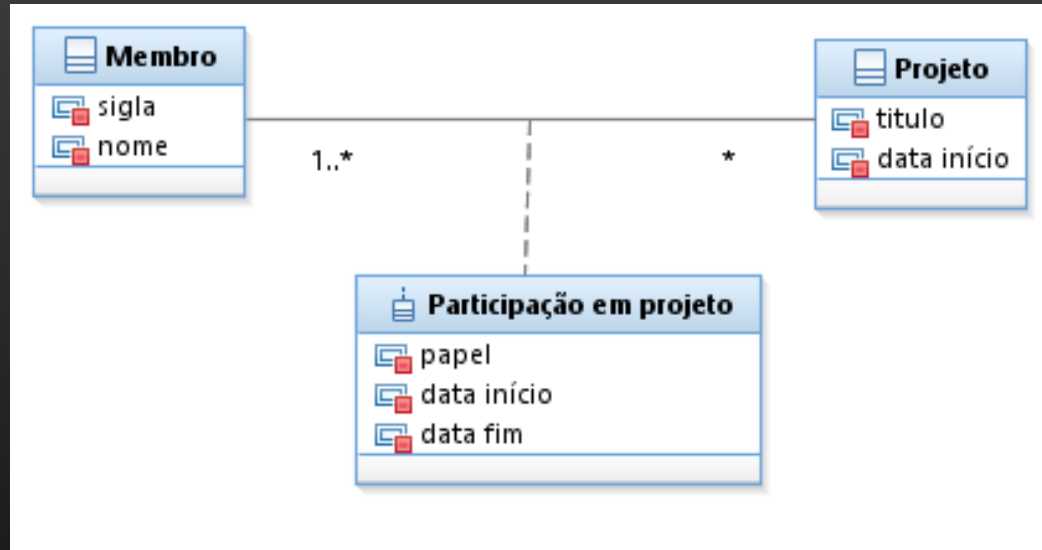 Membro
sigla
nome
1..*
*
Projeto
titulo
data início
Participação em projeto
papel
data início
data fim